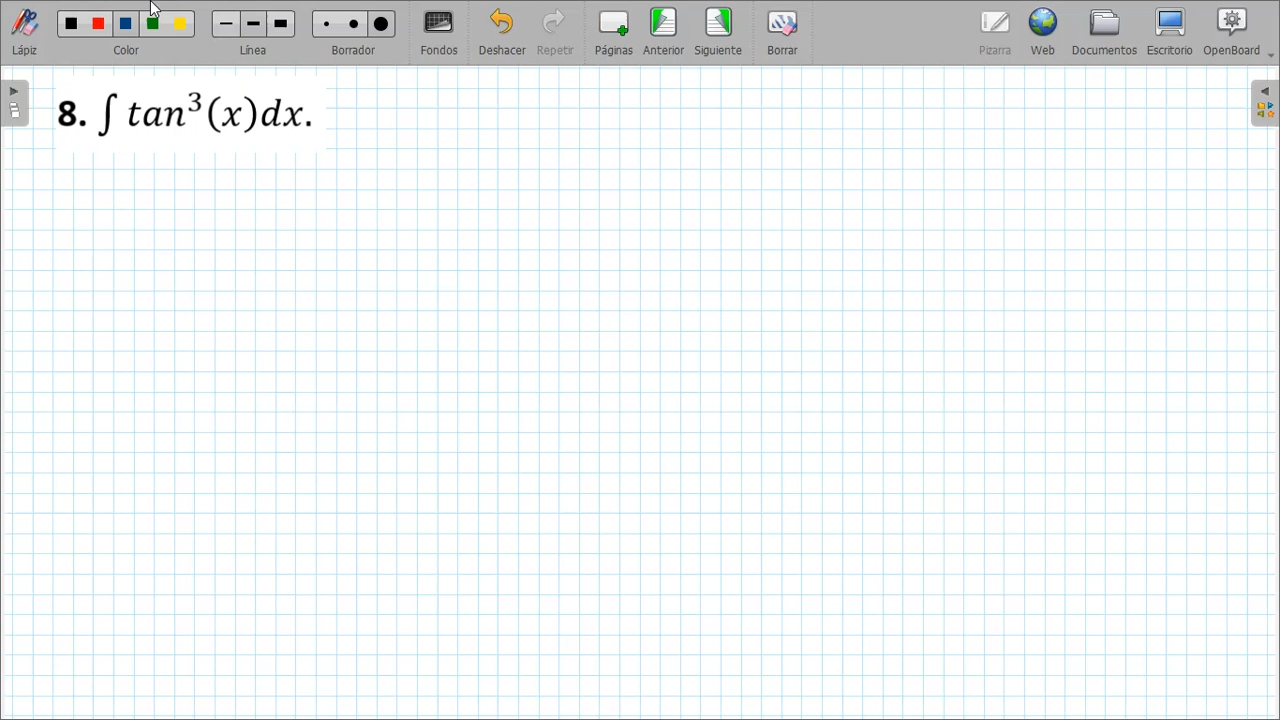 Lápiz Color Línea Borrador Fondos Deshacer Repetir Páginas Anterior Siguiente Borrar Pizarra Web Documentos Escritorio OpenBoard
8. ∫ tan³(x)dx.